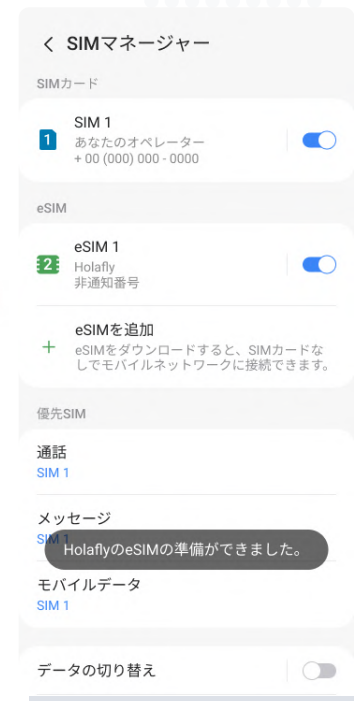 SIMマネージャー
SIMカード
1
SIM 1
あなたのオペレーター
+ 00 (000) 000 - 0000
eSIM
2
eSIM 1
Holafly
非通知番号
+
eSIMを追加
eSIMをダウンロードすると、SIMカードな
しでモバイルネットワークに接続できます。
優先SIM
通話
SIM 1
メッセージ
HolaflyのeSIMの準備ができました。
モバイルデータ
SIM 1
データの切り替え